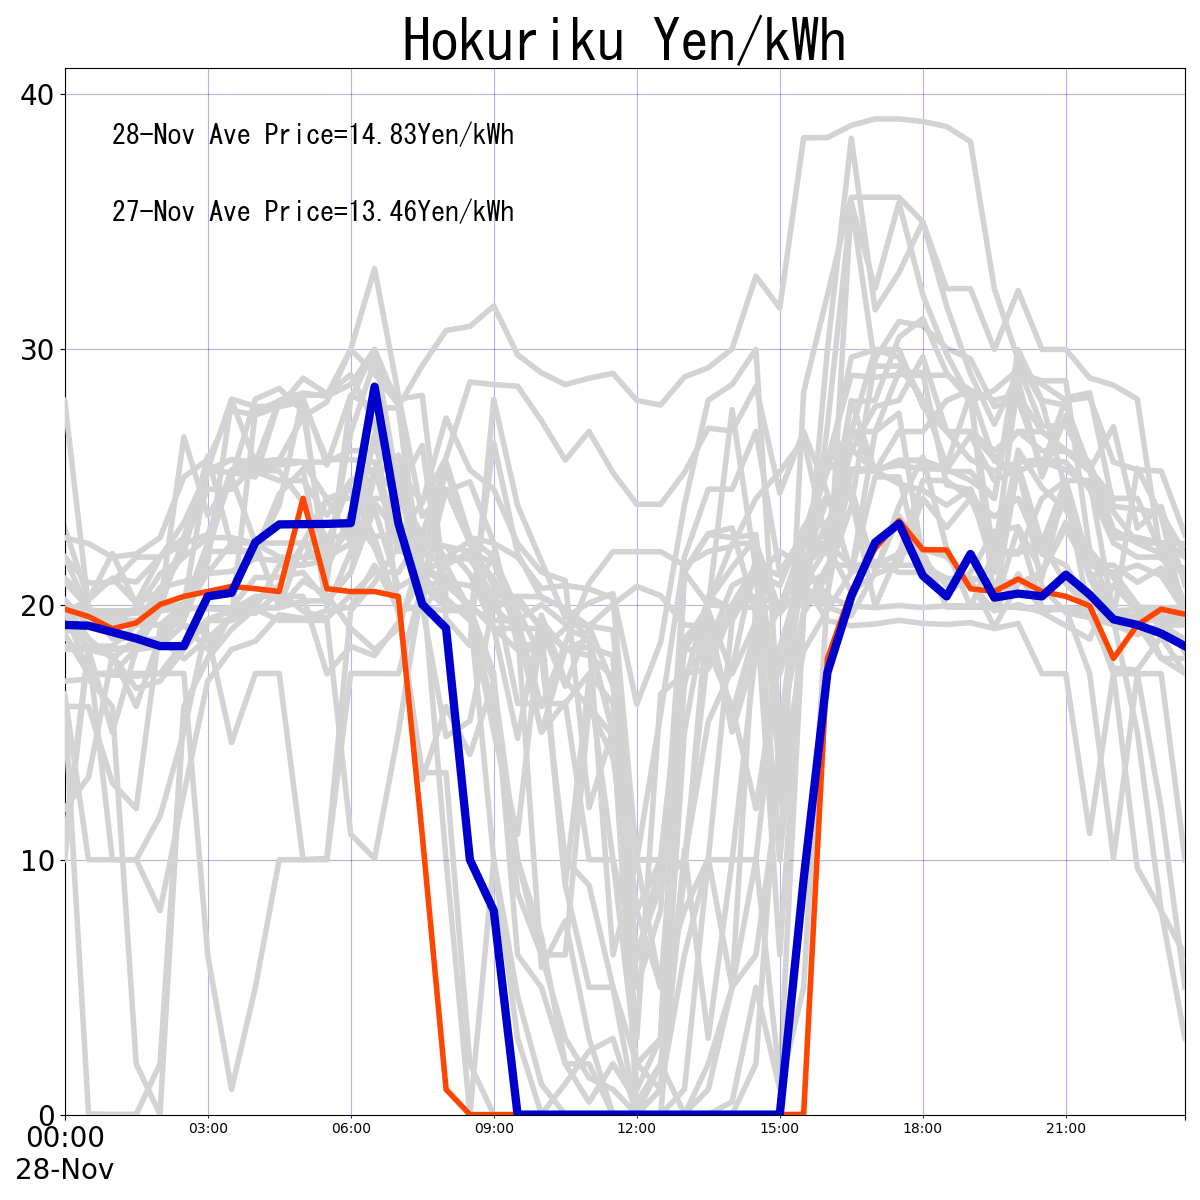 Hokuriku Yen/kWh
40
28-Nov Ave Price=14.83Yen/kWh
27-Nov Ave Price=13.46Yen/kWh
30
20
10
0
00:00 03:00 06:00 09:00 12:00 15:00 18:00 21:00
28-Nov